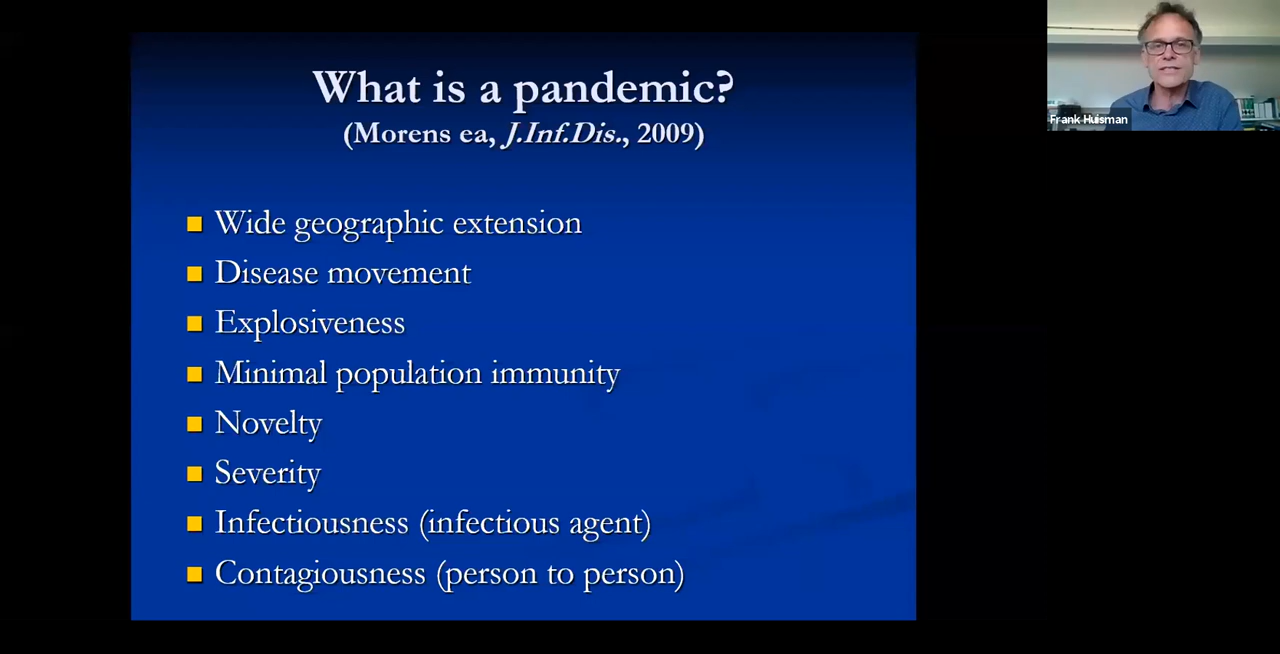 What is a pandemic?
(Morens ea, J.Inf.Dis., 2009)
Wide geographic extension
Disease movement
Explosiveness
Minimal population immunity
Novelty
Severity
Infectiousness (infectious agent)
Contagiousness (person to person)
Frank Huisman